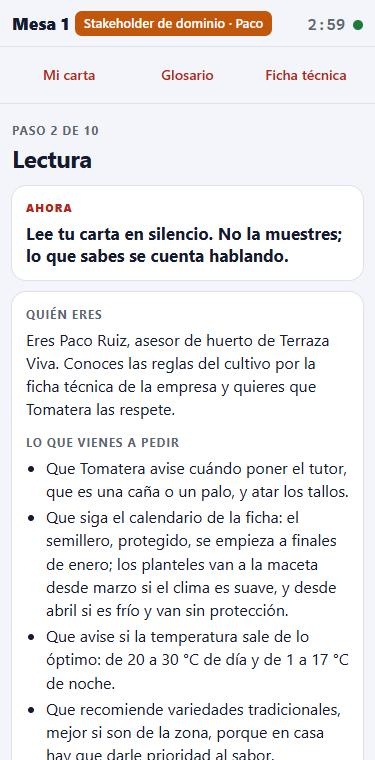 Mesa 1 Stakeholder de dominio · Paco 2:59
Mi carta Glosario Ficha técnica
PASO 2 DE 10
Lectura
AHORA
Lee tu carta en silencio. No la muestres;
lo que sabes se cuenta hablando.
QUIÉN ERES
Eres Paco Ruiz, asesor de huerto de Terraza
Viva. Conoces las reglas del cultivo por la
ficha técnica de la empresa y quieres que
Tomatera las respete.
LO QUE VIENES A PEDIR
• Que Tomatera avise cuándo poner el tutor,
que es una caña o un palo, y atar los tallos.
• Que siga el calendario de la ficha: el
semillero, protegido, se empieza a finales
de enero; los planteles van a la maceta
desde marzo si el clima es suave, y desde
abril si es frío y van sin protección.
• Que avise si la temperatura sale de lo
óptimo: de 20 a 30 °C de día y de 1 a 17 °C
de noche.
• Que recomiende variedades tradicionales,
mejor si son de la zona, porque en casa
hay que darle prioridad al sabor.